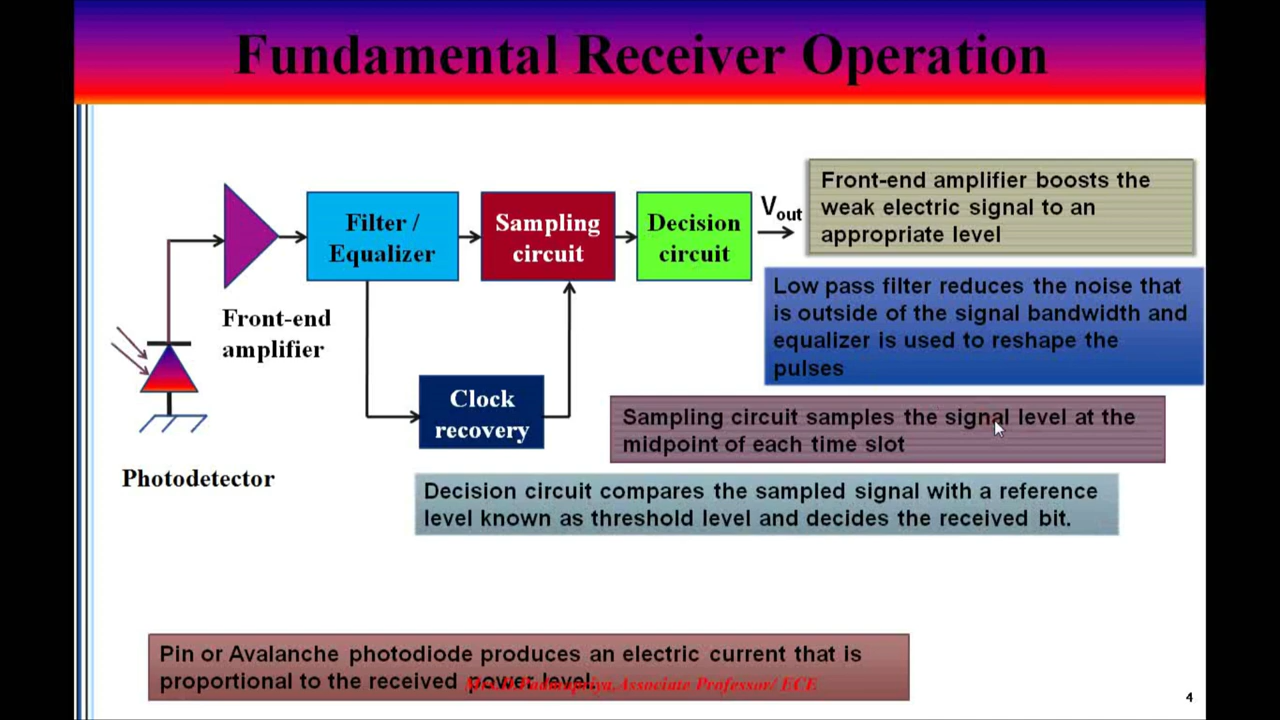 Fundamental Receiver Operation
Filter /
Equalizer
Sampling
circuit
Decision
circuit
Vout
Front-end amplifier boosts the
weak electric signal to an
appropriate level
Low pass filter reduces the noise that
is outside of the signal bandwidth and
equalizer is used to reshape the
pulses
Front-end
amplifier
Clock
recovery
Sampling circuit samples the signal level at the
midpoint of each time slot
Photodetector
Decision circuit compares the sampled signal with a reference
level known as threshold level and decides the received bit.
Pin or Avalanche photodiode produces an electric current that is
proportional to the received power level
Associate Professor/ ECE
4